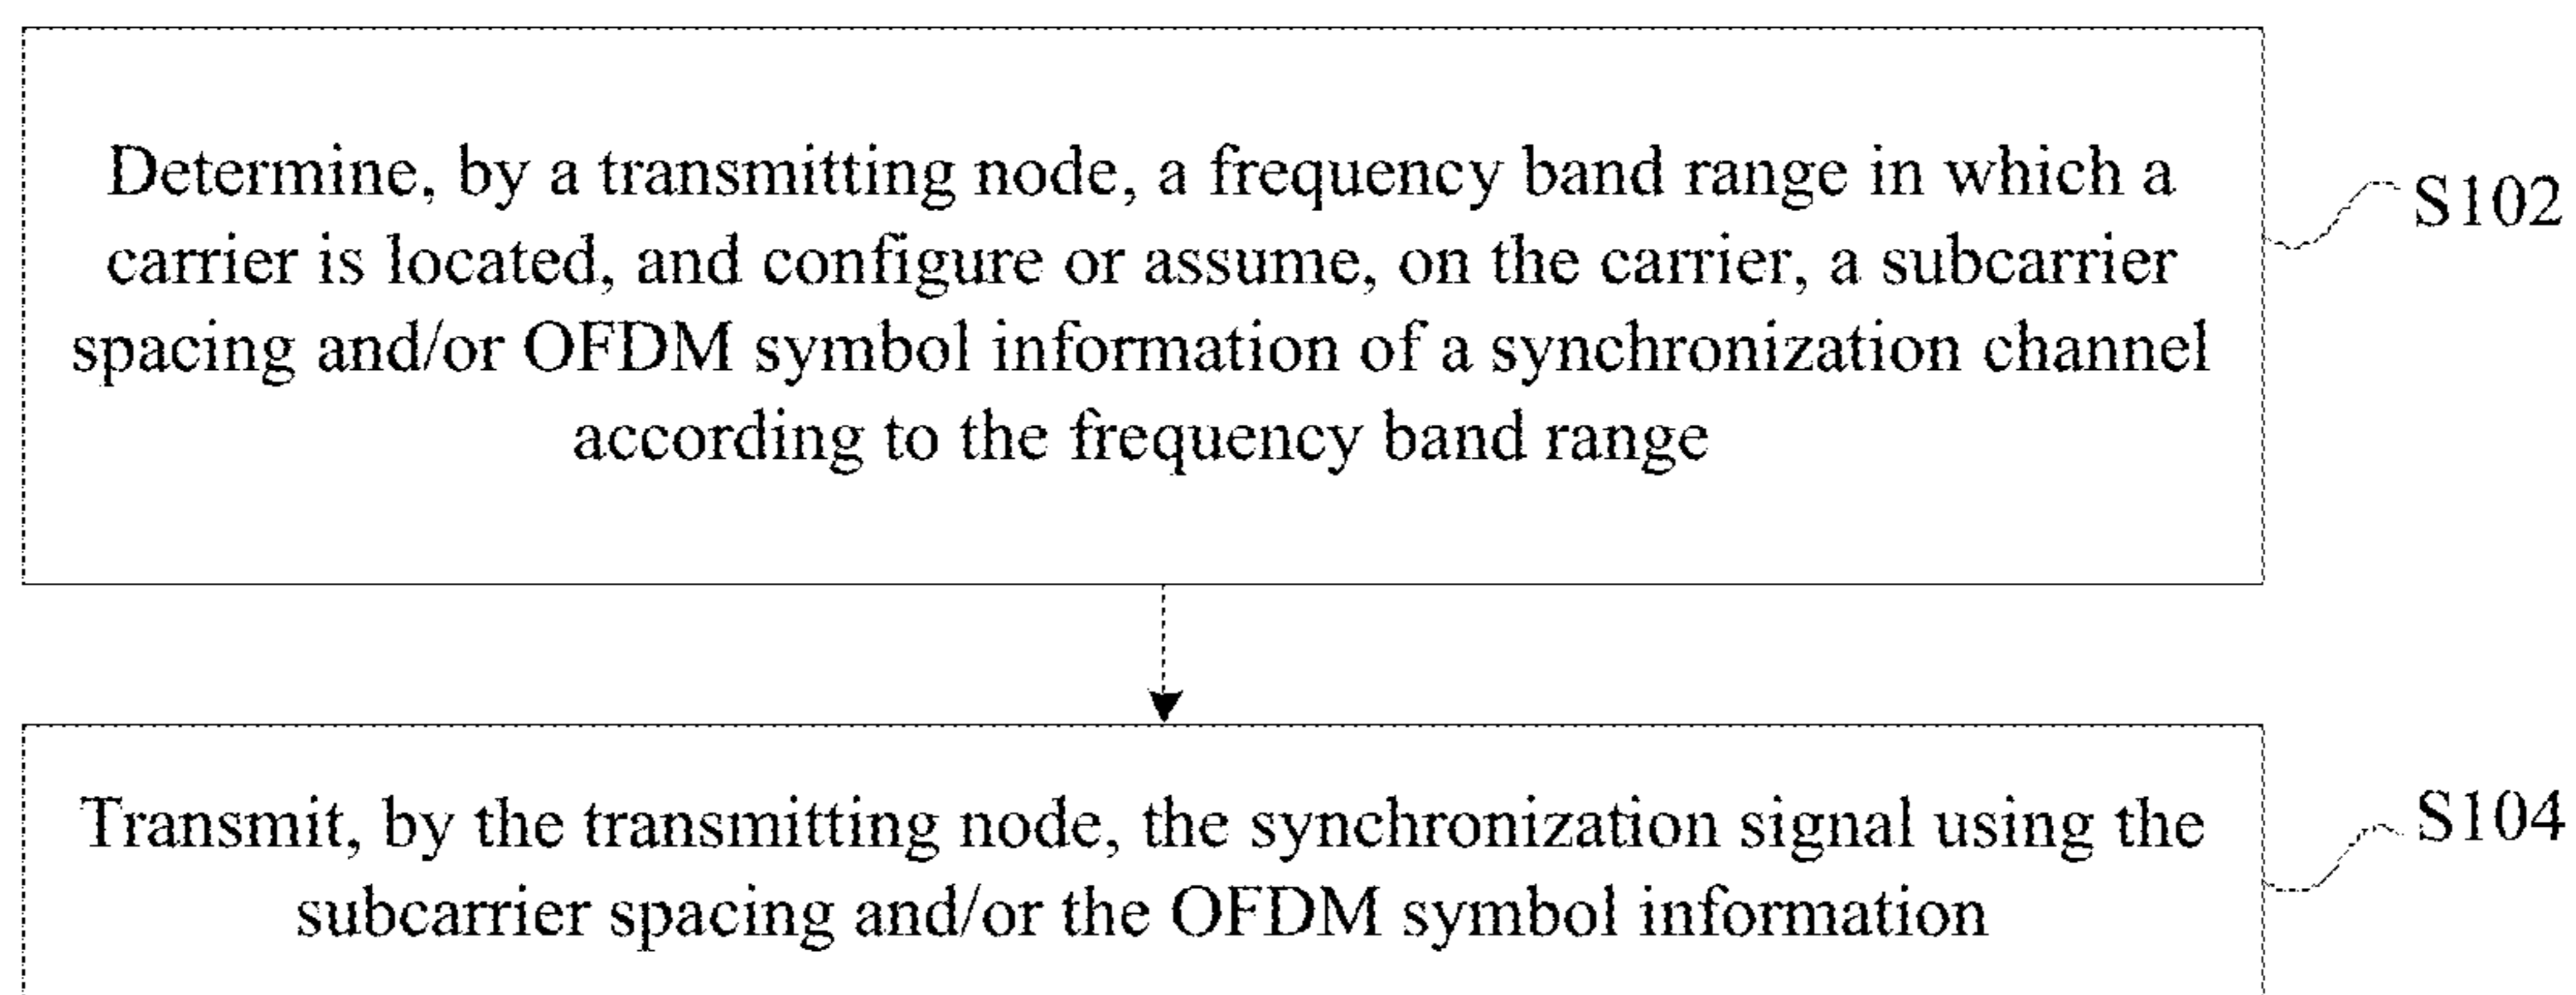 Determine, by a transmitting node, a frequency band range in which a
carrier is located, and configure or assume, on the carrier, a subcarrier
spacing and/or OFDM symbol information of a synchronization channel
according to the frequency band range
S102
Transmit, by the transmitting node, the synchronization signal using the
subcarrier spacing and/or the OFDM symbol information
S104